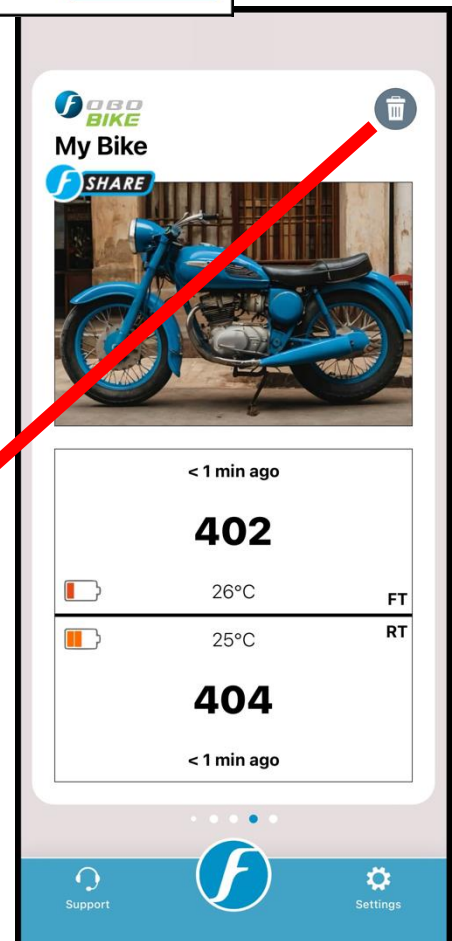 FOBO
BIKE
My Bike
SHARE
< 1 min ago
402
26°C
FT
25°C
RT
404
< 1 min ago
Support
Settings